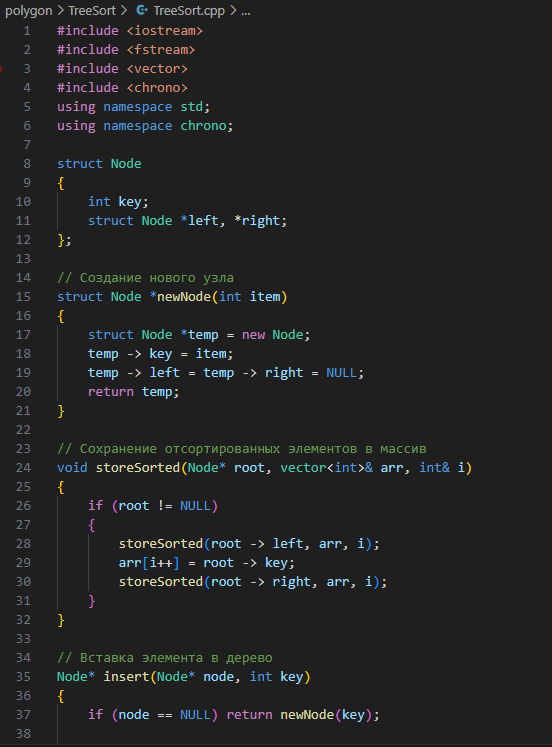 polygon > TreeSort > TreeSort.cpp > ...
1 #include <iostream>
2 #include <fstream>
3 #include <vector>
4 #include <chrono>
5 using namespace std;
6 using namespace chrono;
7
8 struct Node
9 {
10     int key;
11     struct Node *left, *right;
12 };
13
14 // Создание нового узла
15 struct Node *newNode(int item)
16 {
17     struct Node *temp = new Node;
18     temp -> key = item;
19     temp -> left = temp -> right = NULL;
20     return temp;
21 }
22
23 // Сохранение отсортированных элементов в массив
24 void storeSorted(Node* root, vector<int>& arr, int& i)
25 {
26     if (root != NULL)
27     {
28         storeSorted(root -> left, arr, i);
29         arr[i++] = root -> key;
30         storeSorted(root -> right, arr, i);
31     }
32 }
33
34 // Вставка элемента в дерево
35 Node* insert(Node* node, int key)
36 {
37     if (node == NULL) return newNode(key);
38